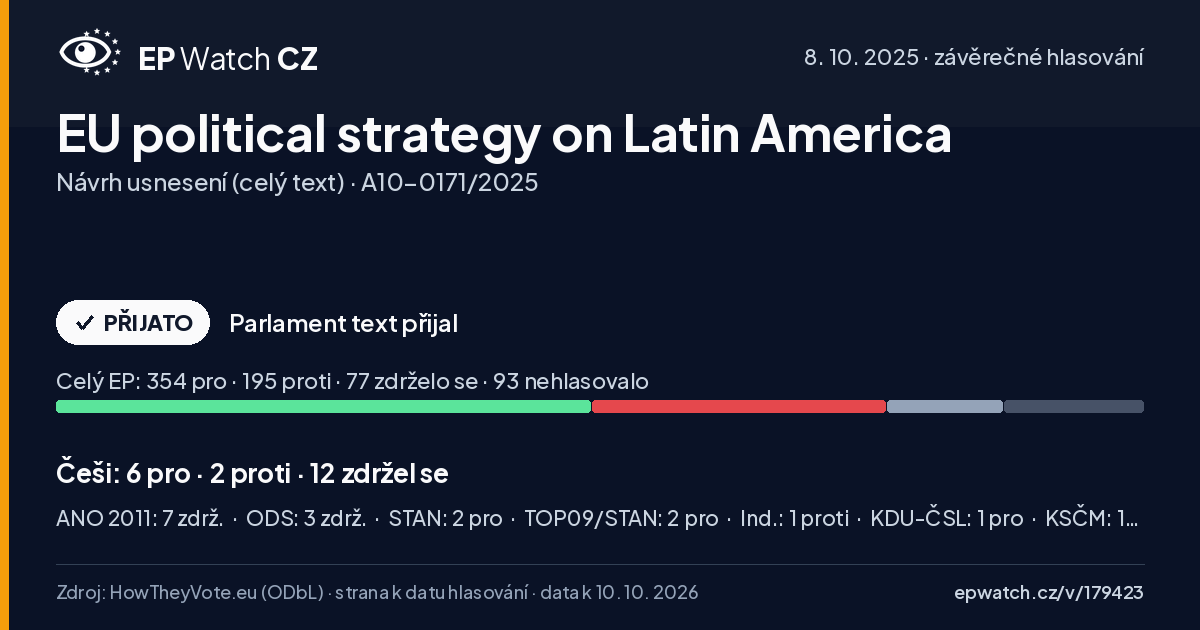 EP Watch CZ
8. 10. 2025 · závěrečné hlasování
EU political strategy on Latin America
Návrh usnesení (celý text) · A10-0171/2025
PŘIJATO
Parlament text přijal
Celý EP: 354 pro · 195 proti · 77 zdrželo se · 93 nehlasovalo
Češi: 6 pro · 2 proti · 12 zdržel se
ANO 2011: 7 zdrž. · ODS: 3 zdrž. · STAN: 2 pro · TOP09/STAN: 2 pro · Ind.: 1 proti · KDU-ČSL: 1 pro · KSČM: 1…
Zdroj: HowTheyVote.eu (ODbL) · strana k datu hlasování · data k 10. 10. 2026
epwatch.cz/v/179423